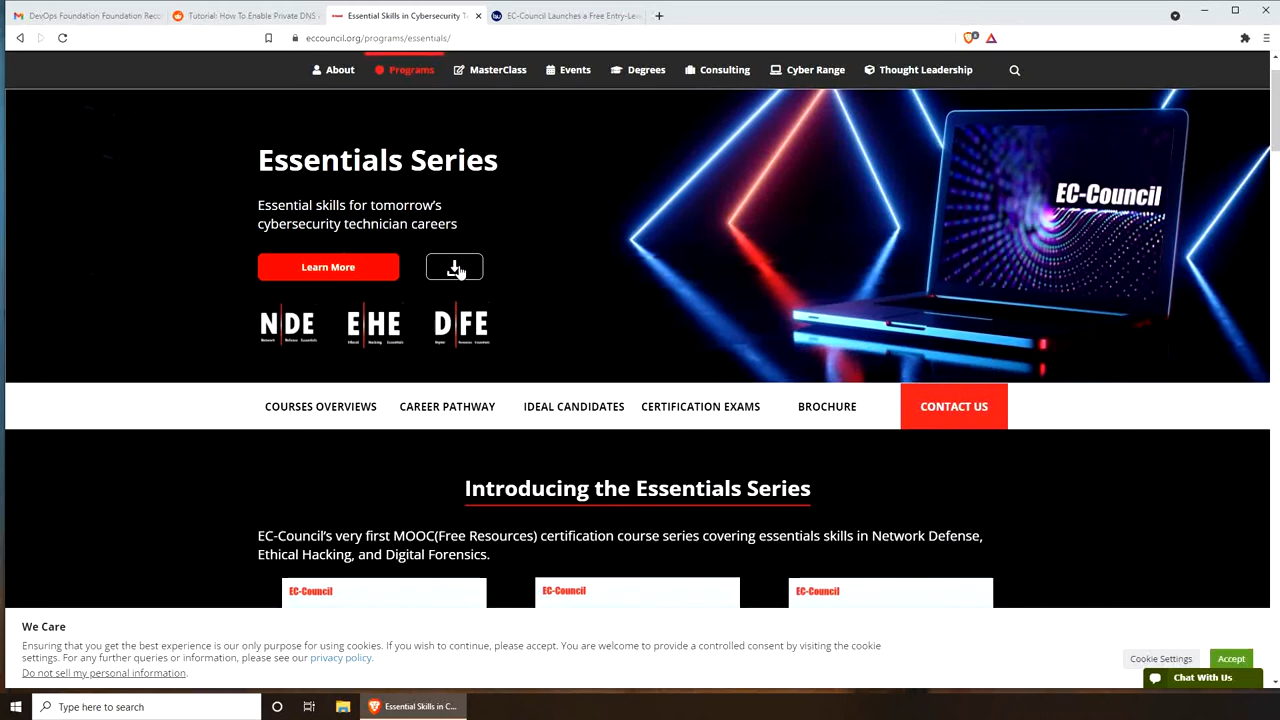 DevOps Foundation Foundation Reco
Tutorial: How To Enable Private DNS
Essential Skills in Cybersecurity T
EC-Council Launches a Free Entry-Lev
eccouncil.org/programs/essentials/
About
Programs
MasterClass
Events
Degrees
Consulting
Cyber Range
Thought Leadership
Essentials Series
EC-Council
Essential skills for tomorrow's
cybersecurity technician careers
Learn More
N|DE E|HE D|FE
COURSES OVERVIEWS
CAREER PATHWAY
IDEAL CANDIDATES
CERTIFICATION EXAMS
BROCHURE
CONTACT US
Introducing the Essentials Series
EC-Council's very first MOOC(Free Resources) certification course series covering essentials skills in Network Defense,
Ethical Hacking, and Digital Forensics.
EC-Council
EC-Council
EC-Council
We Care
Ensuring that you get the best experience is our only purpose for using cookies. If you wish to continue, please accept. You are welcome to provide a controlled consent by visiting the cookie
settings. For any further queries or information, please see our privacy policy.
Do not sell my personal information.
Cookie Settings
Accept
Chat With Us
Type here to search
Essential Skills in C...